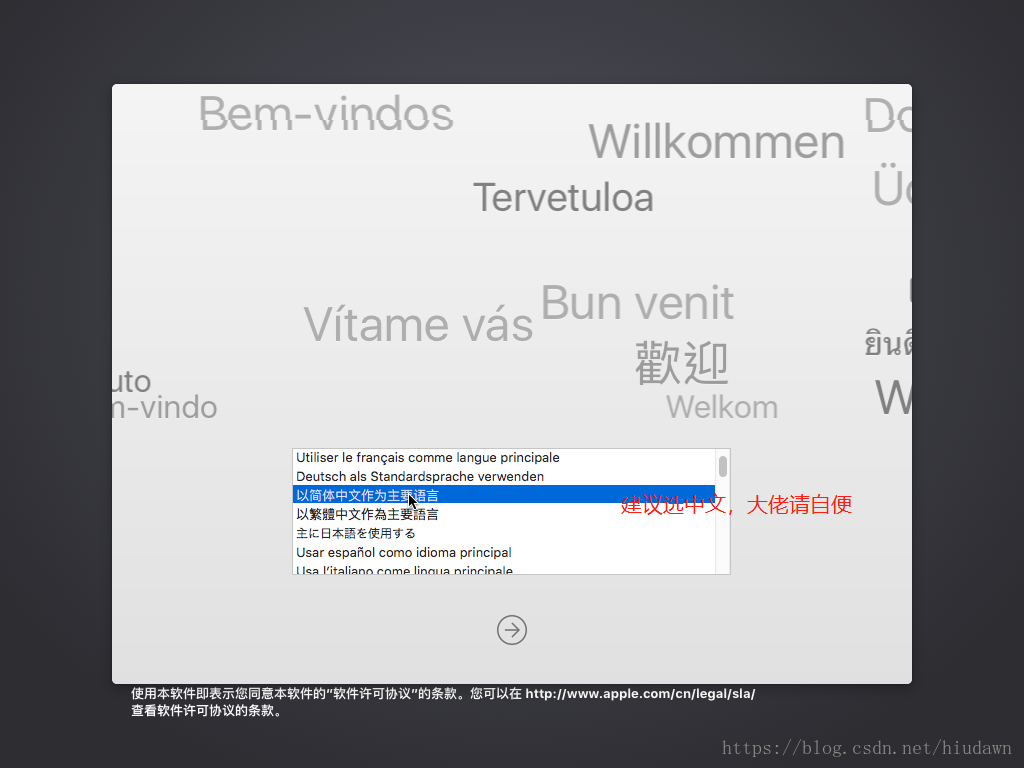 Bem-vindos
Willkommen
Tervetuloa
Vítame vás
Bun venit
歡迎
Welkom
uto
m-vindo
ยินดี
Utiliser le français comme langue principale
Deutsch als Standardsprache verwenden
以简体中文作为主要语言
建议选中文，大佬请自便
以繁體中文作為主要語言
主に日本語を使用する
Usar español como idioma principal
Usa l’italiano come lingua principale
使用本软件即表示您同意本软件的“软件许可协议”的条款。您可以在 http://www.apple.com/cn/legal/sla/
查看软件许可协议的条款。
https://blog.csdn.net/hiudawn